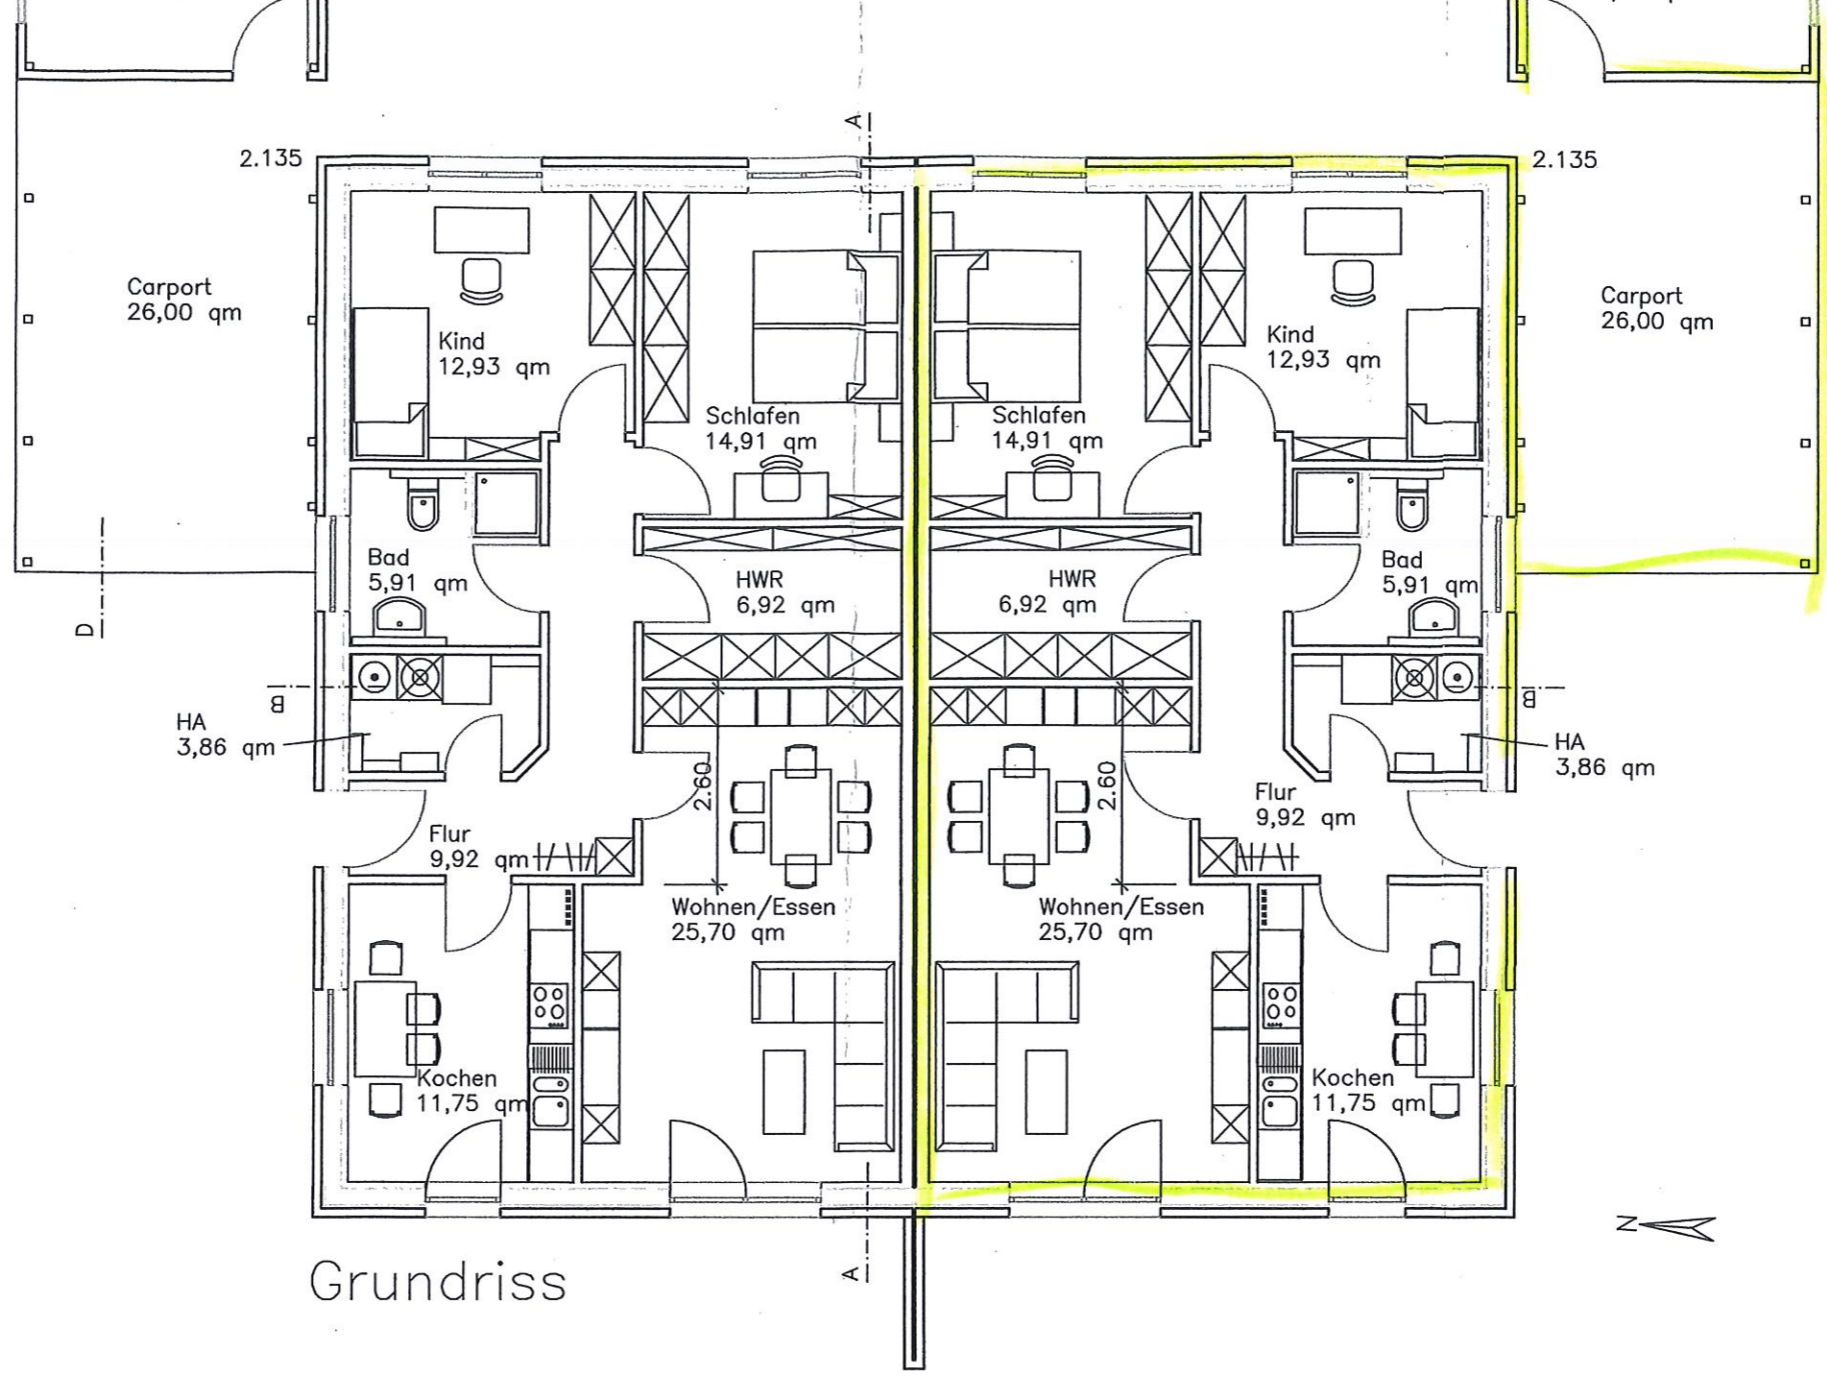 A
2.135
2.135
Carport
26,00 qm
Kind
12,93 qm
Schlafen
14,91 qm
Schlafen
14,91 qm
Kind
12,93 qm
Carport
26,00 qm
Bad
5,91 qm
HWR
6,92 qm
HWR
6,92 qm
Bad
5,91 qm
D
B
B
HA
3,86 qm
2.60
2.60
HA
3,86 qm
Flur
9,92 qm
Flur
9,92 qm
Wohnen/Essen
25,70 qm
Wohnen/Essen
25,70 qm
Kochen
11,75 qm
Kochen
11,75 qm
N
A
Grundriss